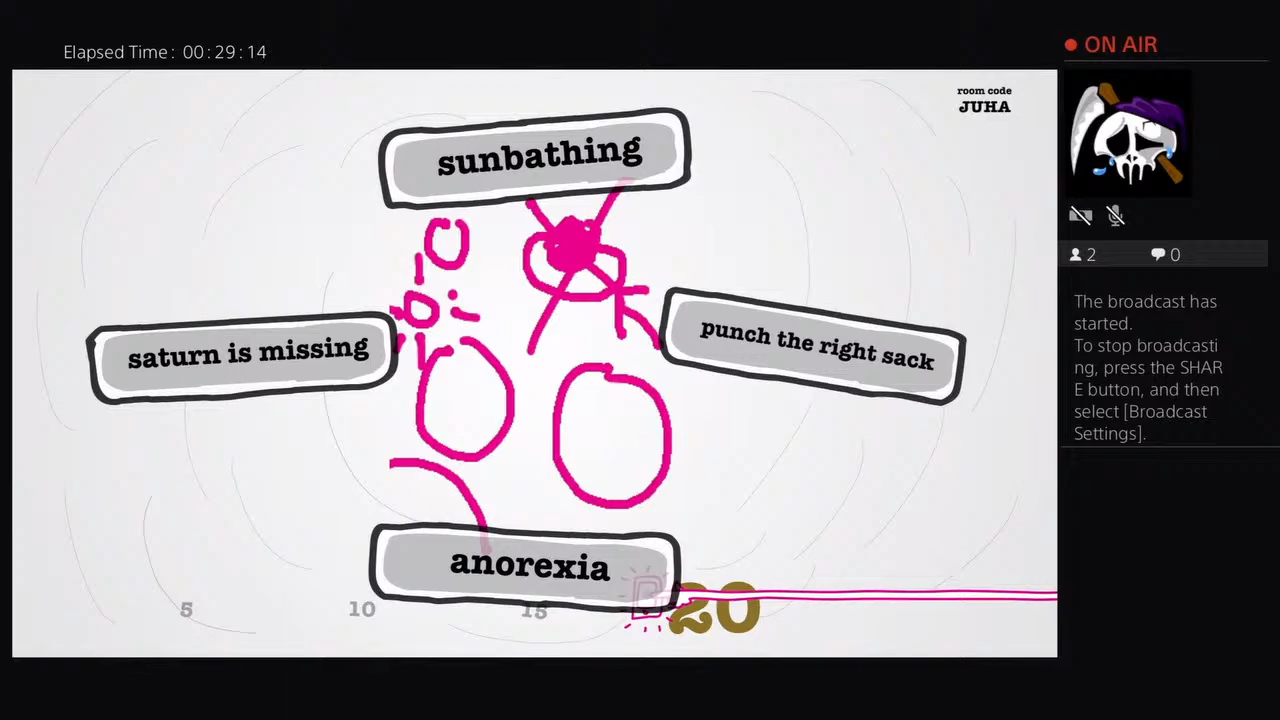 Elapsed Time: 00:29:14
ON AIR
room code
JUHA
sunbathing
saturn is missing
punch the right sack
anorexia
5
10
15
20
2
0
The broadcast has
started.
To stop broadcasti
ng, press the SHAR
E button, and then
select [Broadcast
Settings].